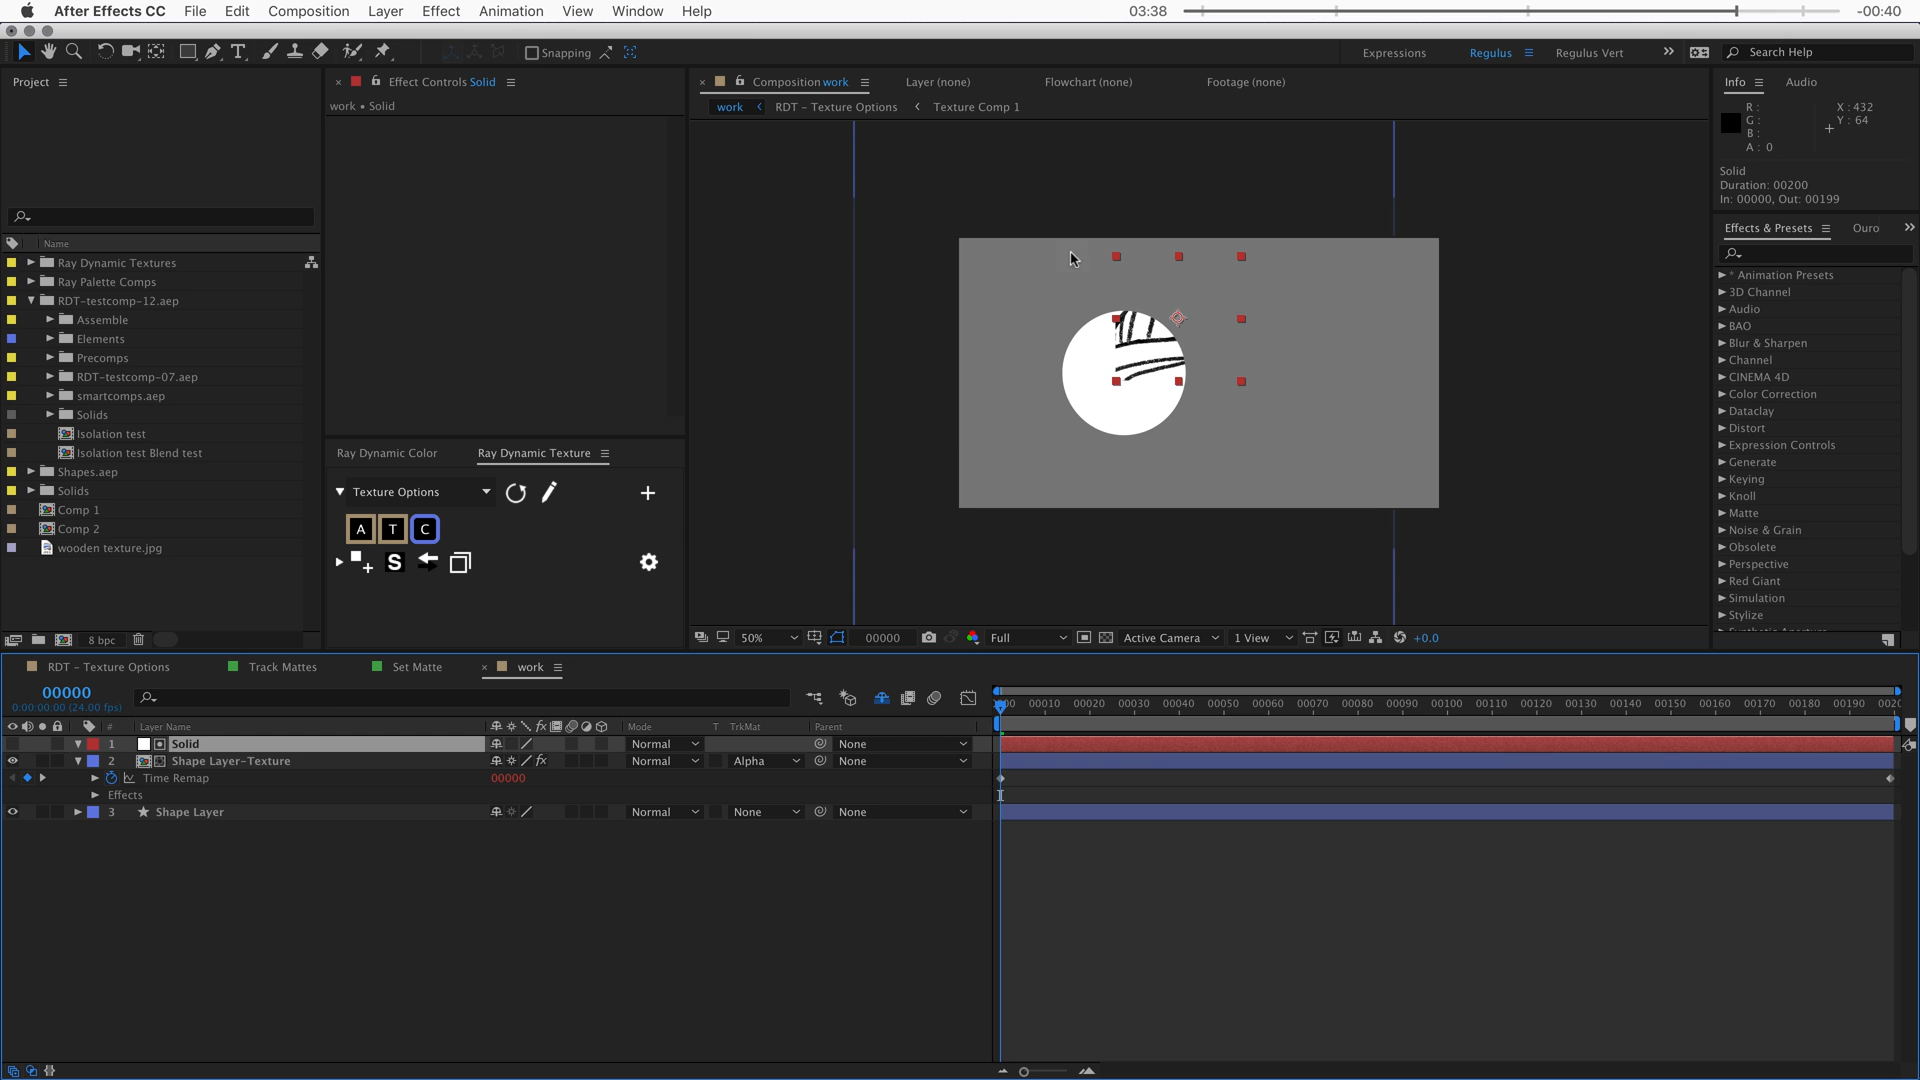 After Effects CC File Edit Composition Layer Effect Animation View Window Help 03:38 -00:40
Snapping Expressions Regulus Regulus Vert Search Help
Project Effect Controls Solid Composition work Layer (none) Flowchart (none) Footage (none) Info Audio
work • Solid work RDT - Texture Options Texture Comp 1
R :
G :
B :
A : 0
X : 432
Y : 64
Solid
Duration: 00200
In: 00000, Out: 00199
Effects & Presets Ouro
Name
Ray Dynamic Textures
Ray Palette Comps
RDT-testcomp-12.aep
Assemble
Elements
Precomps
RDT-testcomp-07.aep
smartcomps.aep
Solids
Isolation test
Isolation test Blend test
Shapes.aep
Solids
Comp 1
Comp 2
wooden texture.jpg
8 bpc
Ray Dynamic Color Ray Dynamic Texture
Texture Options
A T C
S
* Animation Presets
3D Channel
Audio
BAO
Blur & Sharpen
Channel
CINEMA 4D
Color Correction
Dataclay
Distort
Expression Controls
Generate
Keying
Knoll
Matte
Noise & Grain
Obsolete
Perspective
Red Giant
Simulation
Stylize
50% 00000 Full Active Camera 1 View +0.0
RDT - Texture Options Track Mattes Set Matte work
00000
0:00:00:00 (24.00 fps)
00010 00020 00030 00040 00050 00060 00070 00080 00090 00100 00110 00120 00130 00140 00150 00160 00170 00180 00190
# Layer Name fx Mode T TrkMat Parent
1 Solid Normal None
2 Shape Layer-Texture fx Normal Alpha None
Time Remap 00000
Effects
3 Shape Layer Normal None None